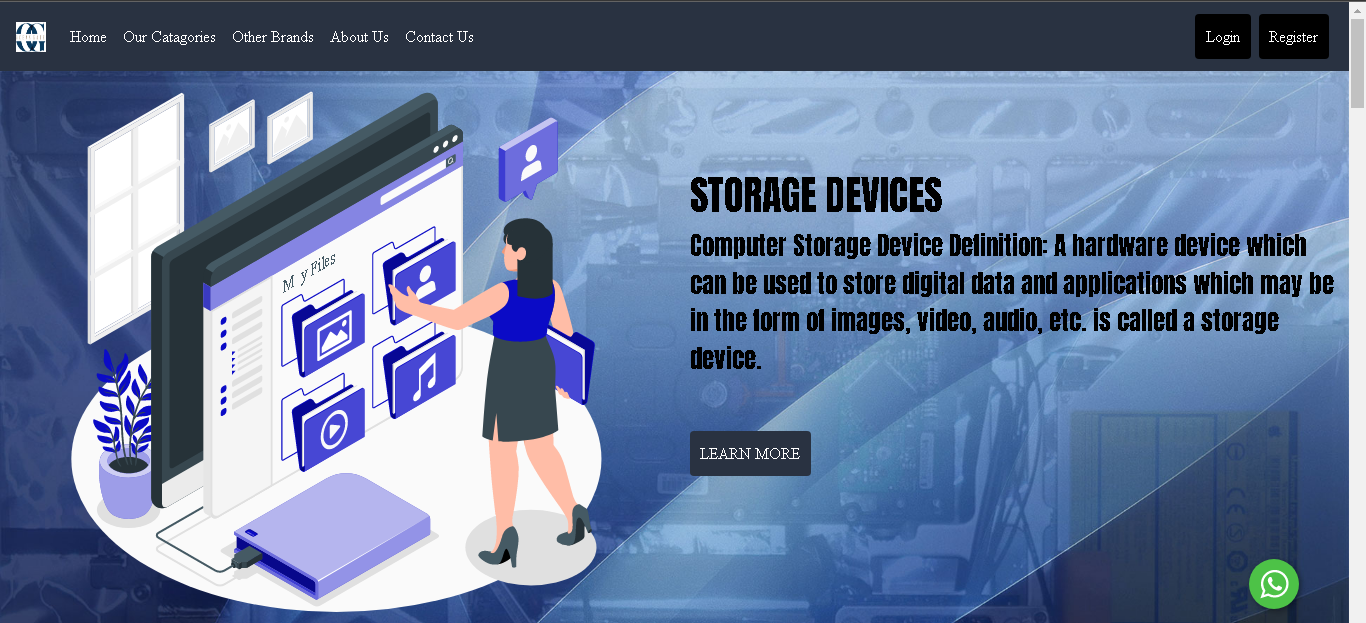 Home Our Catagories Other Brands About Us Contact Us Login Register
STORAGE DEVICES
Computer Storage Device Definition: A hardware device which
can be used to store digital data and applications which may be
in the form of images, video, audio, etc. is called a storage
device.
My Files
LEARN MORE